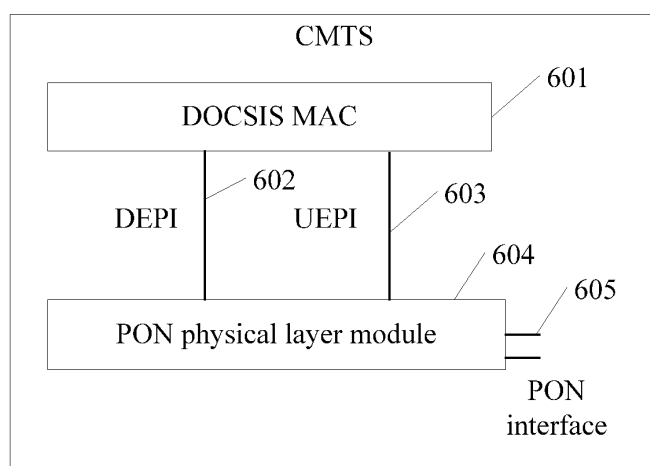 CMTS
601
DOCSIS MAC
602
603
DEPI
UEPI
604
605
PON physical layer module
PON
interface